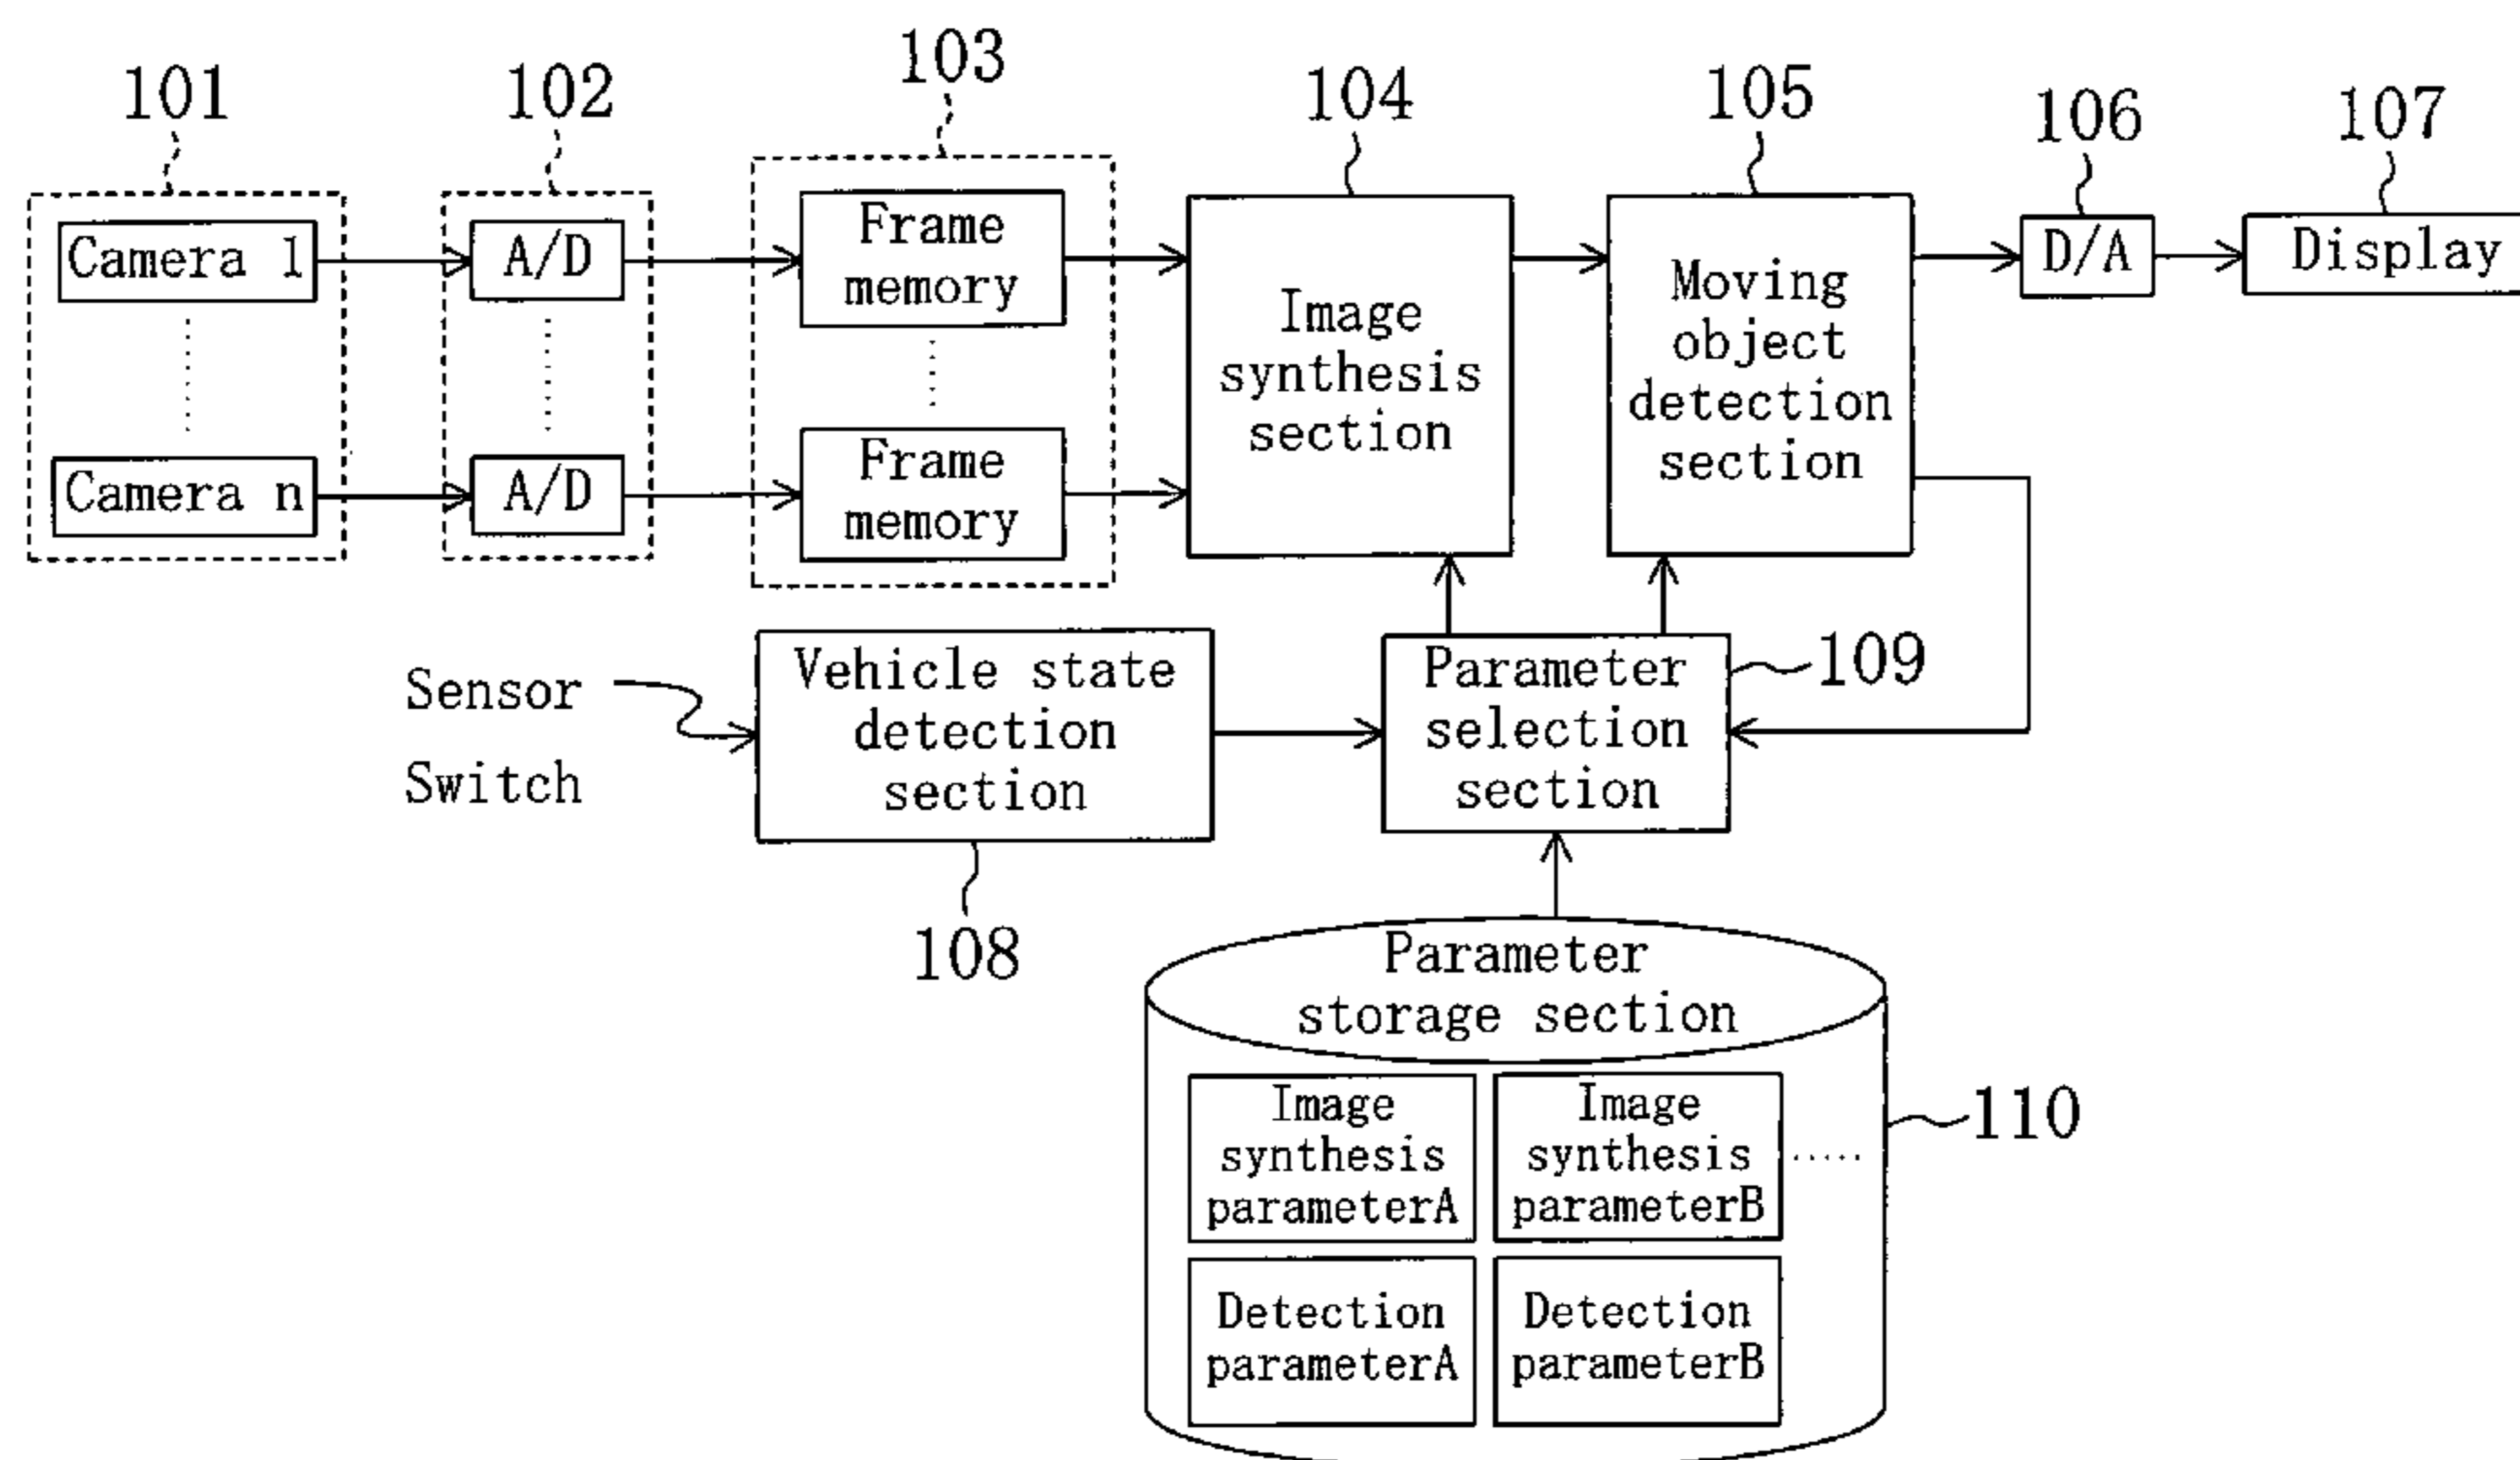 101
102
103
104
105
106
107
Camera 1
A/D
Frame
memory
Image
synthesis
section
Moving
object
detection
section
D/A
Display
Camera n
A/D
Frame
memory
Sensor
Switch
Vehicle state
detection
section
108
Parameter
selection
section
109
Parameter
storage section
110
Image
synthesis
parameterA
Image
synthesis
parameterB
Detection
parameterA
Detection
parameterB